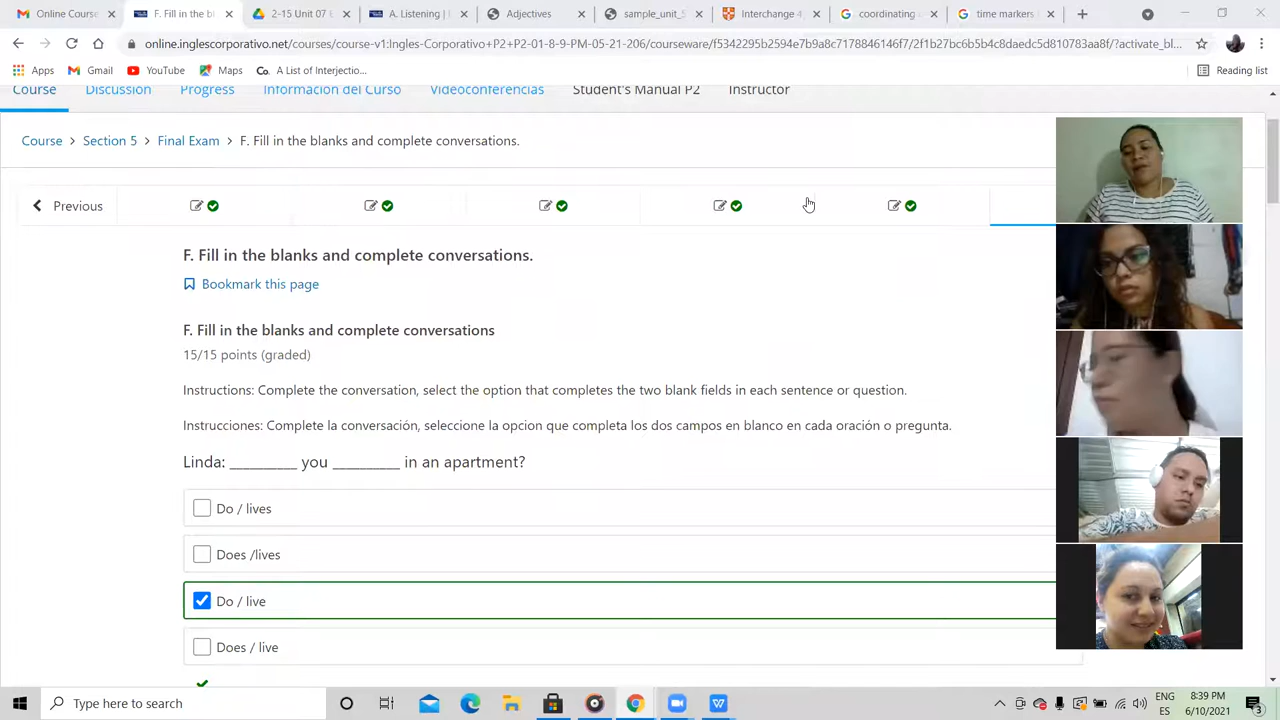 Online Course
F. Fill in the bl
2-15 Unit 07 E
A. Listening |
Adjectives
sample_unit_5
Interchange 4
coordinating
time markers
online.inglescorporativo.net/courses/course-v1:Ingles-Corporativo+P2+P2-0-8-9-PM-05-21-206/courseware/f5342295b2594e7b9a8c7178846146f7/2f1b27bc6b5b4c8daedc5d810783aa8f/?activate_bl...
Apps
Gmail
YouTube
Maps
Co.
A List of Interjectio...
Reading list
Course
Discussion
Progress
Información del Curso
Videoconferencias
Student's Manual P2
Instructor
Course > Section 5 > Final Exam > F. Fill in the blanks and complete conversations.
Previous
F. Fill in the blanks and complete conversations.
Bookmark this page
F. Fill in the blanks and complete conversations
15/15 points (graded)
Instructions: Complete the conversation, select the option that completes the two blank fields in each sentence or question.
Instrucciones: Complete la conversación, seleccione la opcion que completa los dos campos en blanco en cada oración o pregunta.
Linda: _________ you _________ in an apartment?
Do / lives
Does /lives
Do / live
Does / live
Type here to search
ENG
ES
8:39 PM
6/10/2021
3